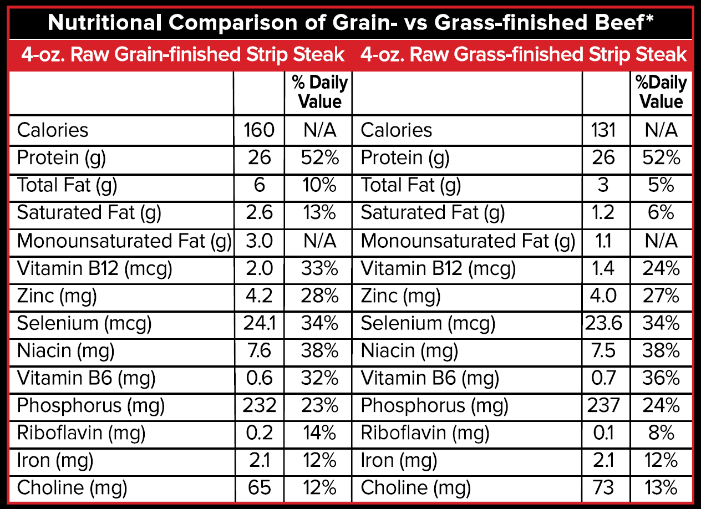 Nutritional Comparison of Grain- vs Grass-finished Beef*
4-oz. Raw Grain-finished Strip Steak 4-oz. Raw Grass-finished Strip Steak
% Daily Value %Daily Value
Calories 160 N/A Calories 131 N/A
Protein (g) 26 52% Protein (g) 26 52%
Total Fat (g) 6 10% Total Fat (g) 3 5%
Saturated Fat (g) 2.6 13% Saturated Fat (g) 1.2 6%
Monounsaturated Fat (g) 3.0 N/A Monounsaturated Fat (g) 1.1 N/A
Vitamin B12 (mcg) 2.0 33% Vitamin B12 (mcg) 1.4 24%
Zinc (mg) 4.2 28% Zinc (mg) 4.0 27%
Selenium (mcg) 24.1 34% Selenium (mcg) 23.6 34%
Niacin (mg) 7.6 38% Niacin (mg) 7.5 38%
Vitamin B6 (mg) 0.6 32% Vitamin B6 (mg) 0.7 36%
Phosphorus (mg) 232 23% Phosphorus (mg) 237 24%
Riboflavin (mg) 0.2 14% Riboflavin (mg) 0.1 8%
Iron (mg) 2.1 12% Iron (mg) 2.1 12%
Choline (mg) 65 12% Choline (mg) 73 13%